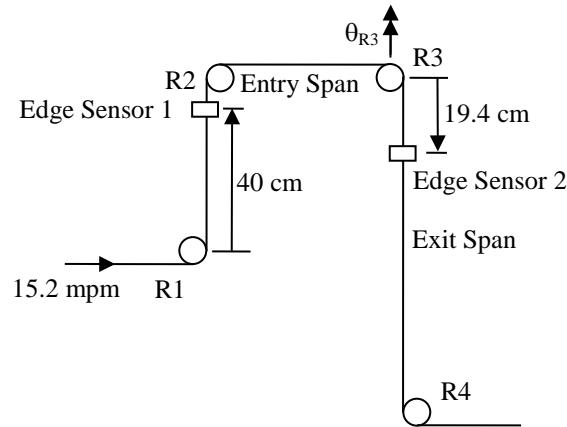 θR3
R3
R2
Entry Span
Edge Sensor 1
19.4 cm
40 cm
Edge Sensor 2
Exit Span
15.2 mpm
R1
R4